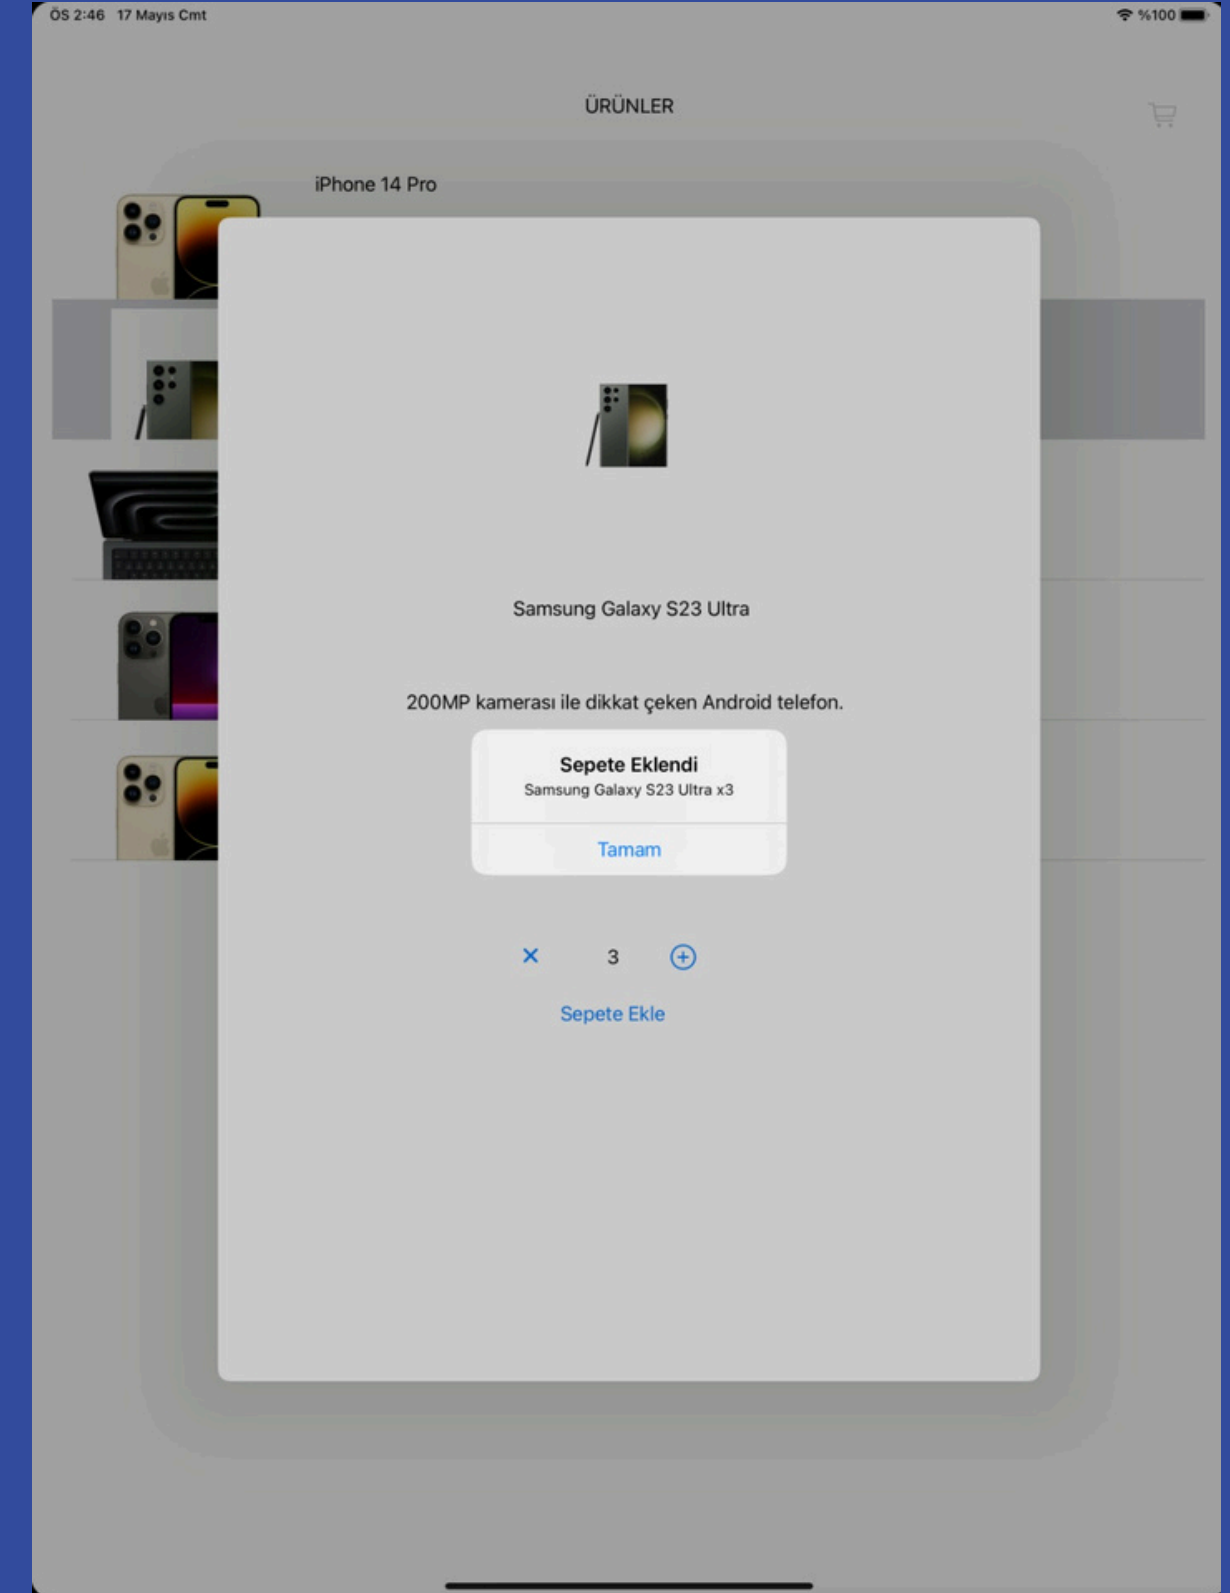 ÖS 2:46 17 Mayıs Cmt
%100
ÜRÜNLER
iPhone 14 Pro
Samsung Galaxy S23 Ultra
200MP kamerası ile dikkat çeken Android telefon.
Sepete Eklendi
Samsung Galaxy S23 Ultra x3
Tamam
3
Sepete Ekle